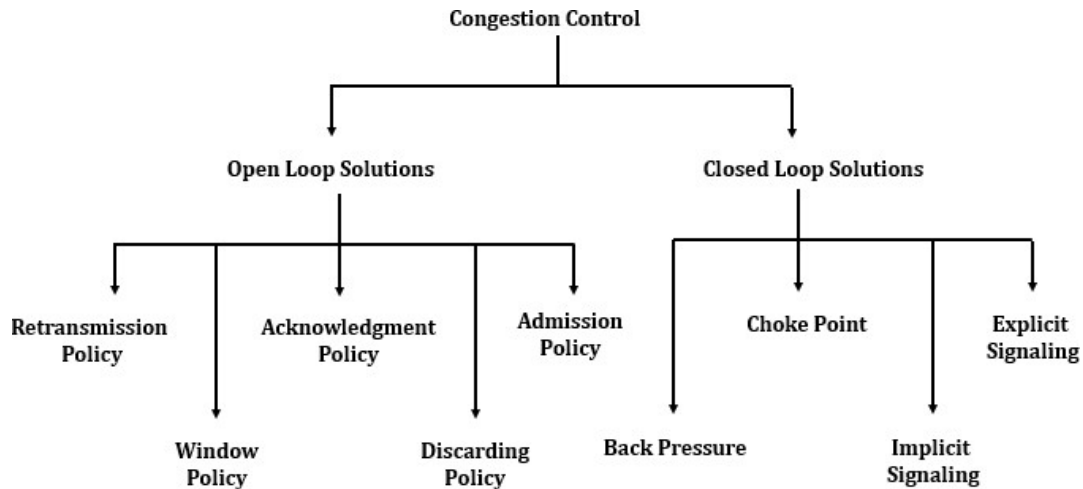 Congestion Control
Open Loop Solutions
Closed Loop Solutions
Retransmission
Policy
Acknowledgment
Policy
Admission
Policy
Choke Point
Explicit
Signaling
Window
Policy
Discarding
Policy
Back Pressure
Implicit
Signaling